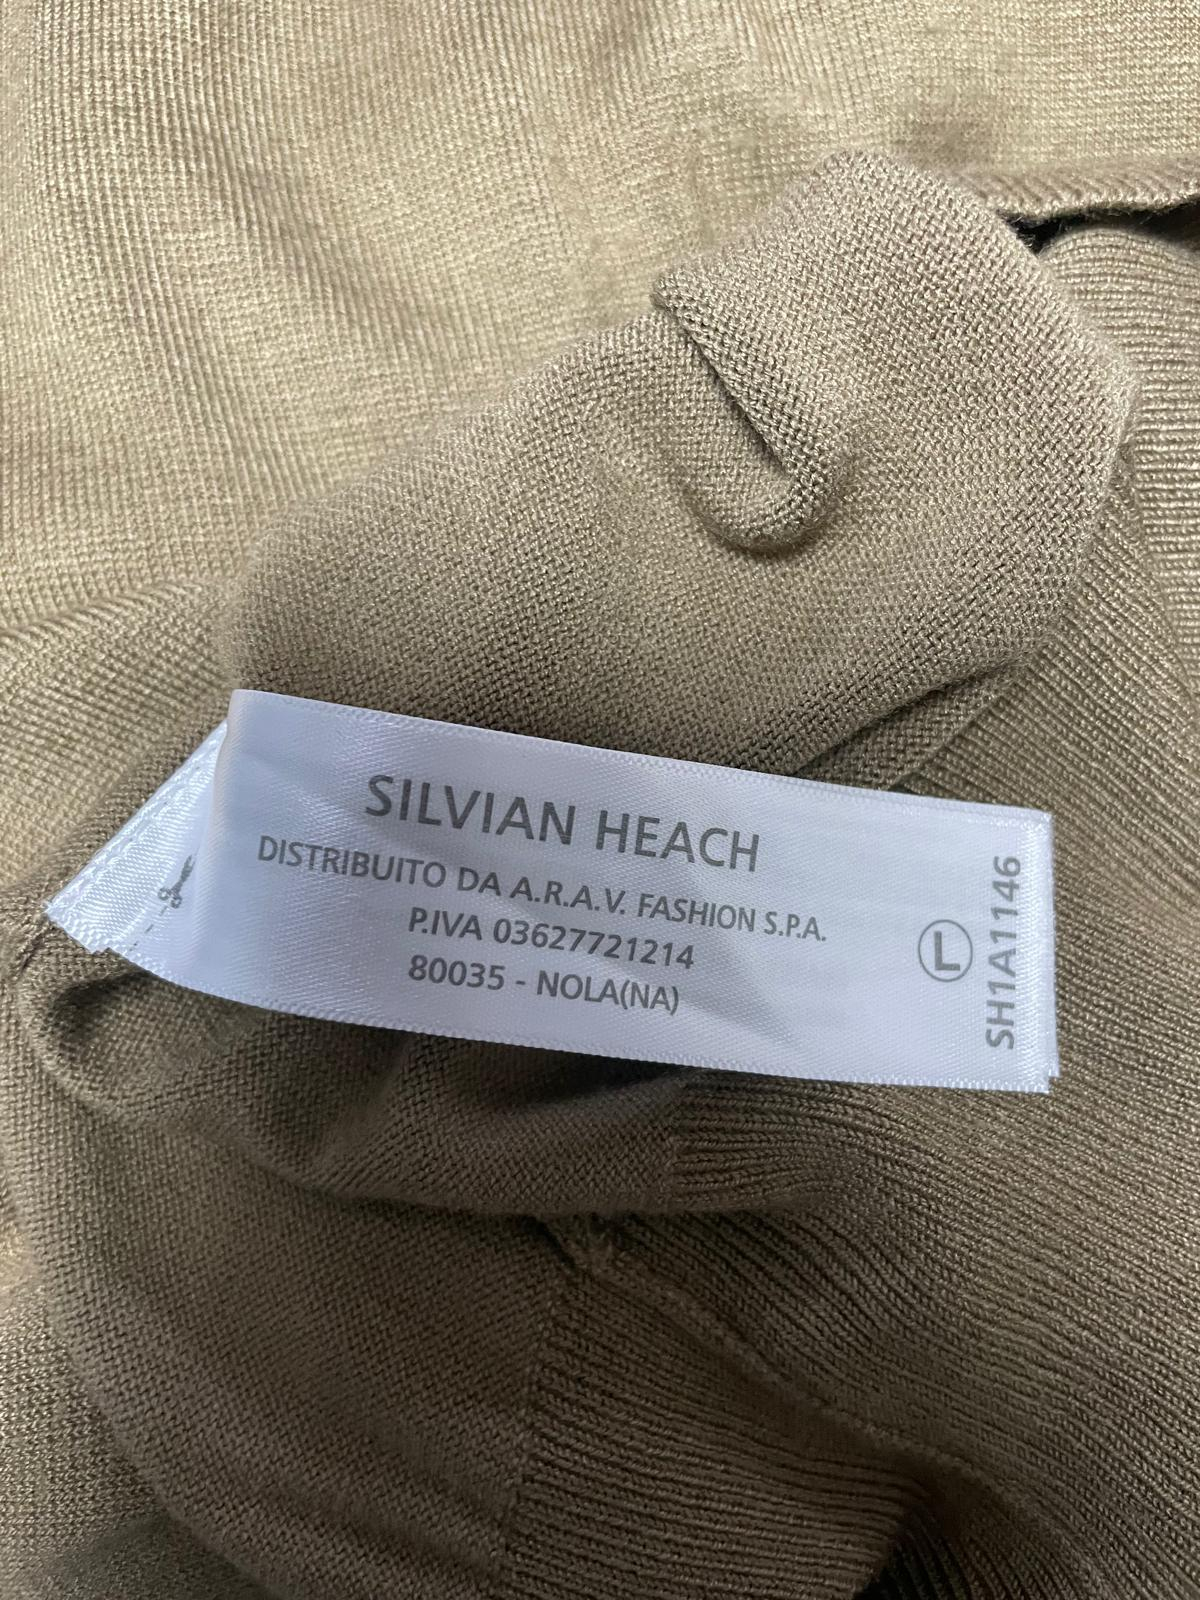 SILVIAN HEACH
DISTRIBUITO DA A.R.A.V. FASHION S.P.A.
P.IVA 03627721214
80035 - NOLA(NA)
L
SH1A1146